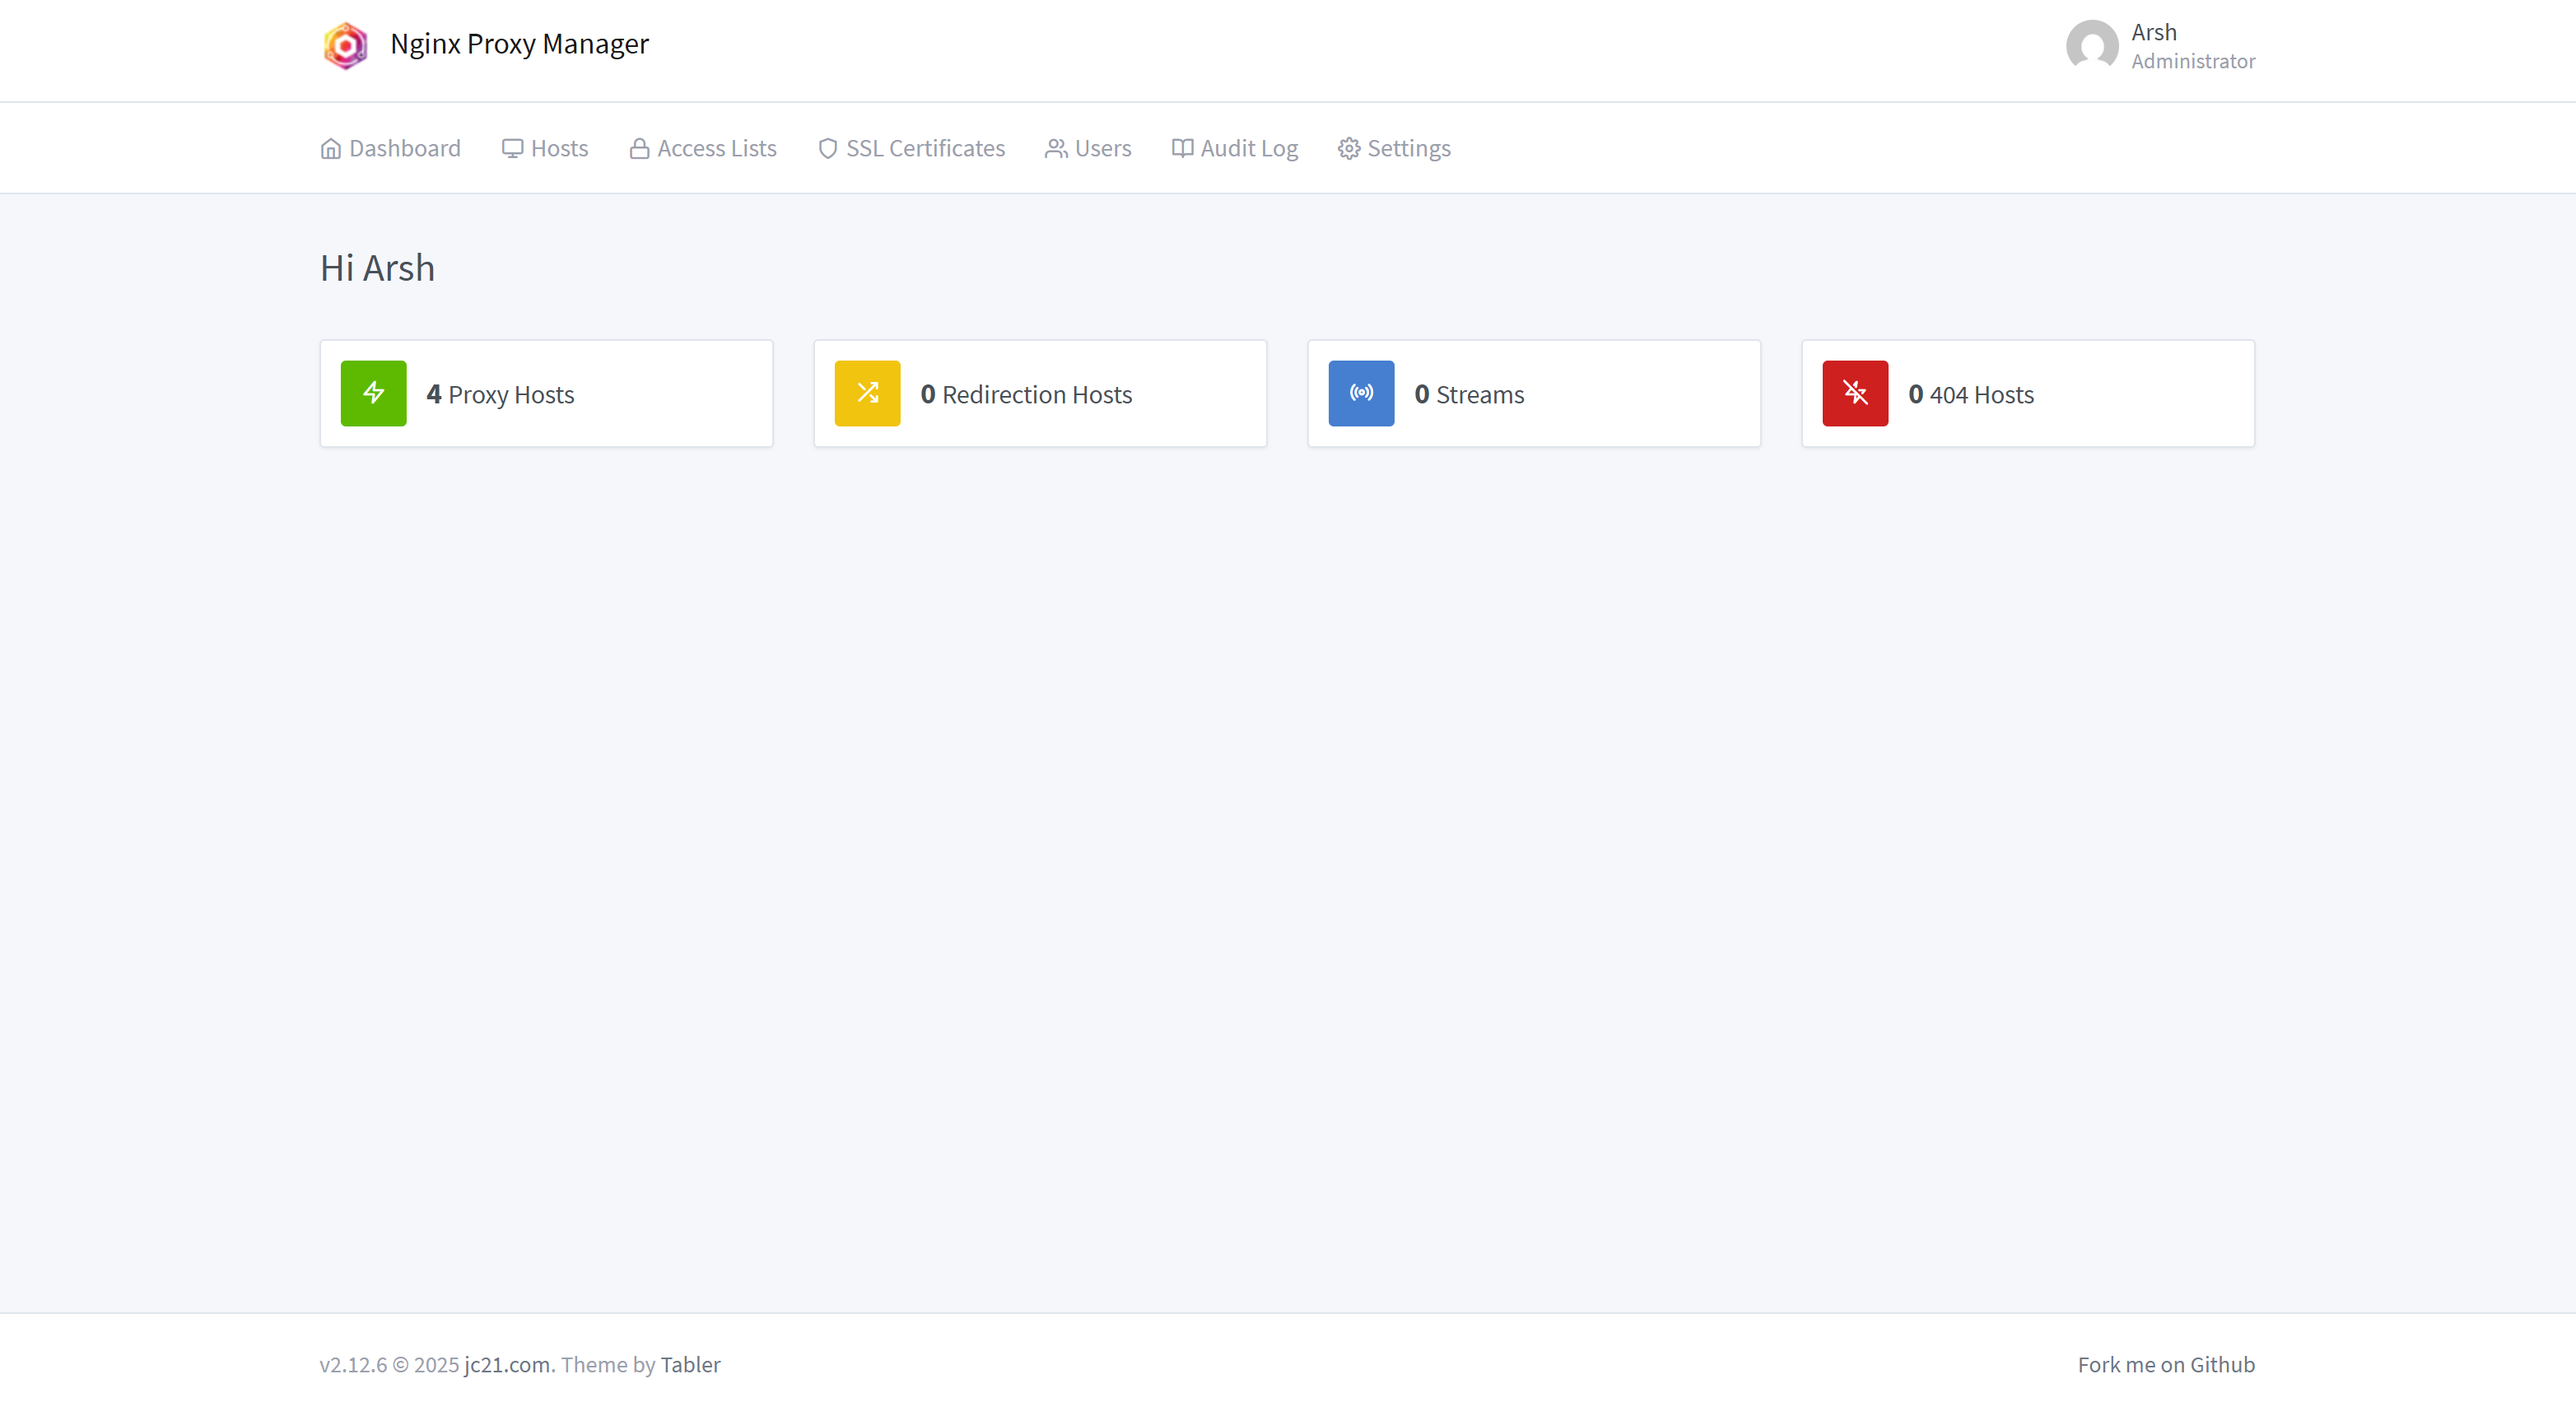 Nginx Proxy Manager
Arsh
Administrator
Dashboard Hosts Access Lists SSL Certificates Users Audit Log Settings
Hi Arsh
4 Proxy Hosts
0 Redirection Hosts
0 Streams
0 404 Hosts
v2.12.6 © 2025 jc21.com. Theme by Tabler
Fork me on Github